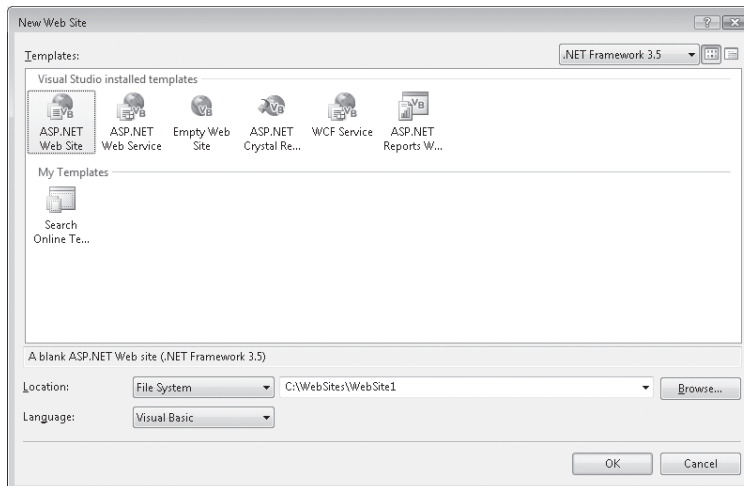 New Web Site
Templates:
.NET Framework 3.5
Visual Studio installed templates
ASP.NET
Web Site
ASP.NET
Web Service
Empty Web
Site
ASP.NET
Crystal Re...
WCF Service
ASP.NET
Reports W...
My Templates
Search
Online Te...
A blank ASP.NET Web site (.NET Framework 3.5)
Location:
File System
C:\WebSites\WebSite1
Browse...
Language:
Visual Basic
OK
Cancel